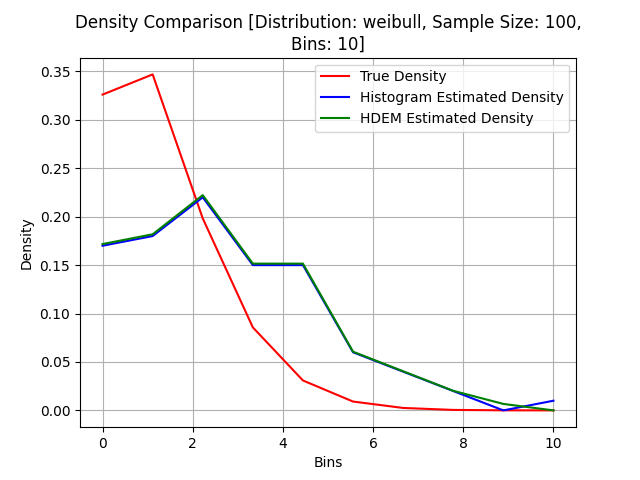 Density Comparison [Distribution: weibull, Sample Size: 100,
Bins: 10]
True Density
Histogram Estimated Density
HDEM Estimated Density
0.35
0.30
0.25
0.20
0.15
0.10
0.05
0.00
Density
0 2 4 6 8 10
Bins